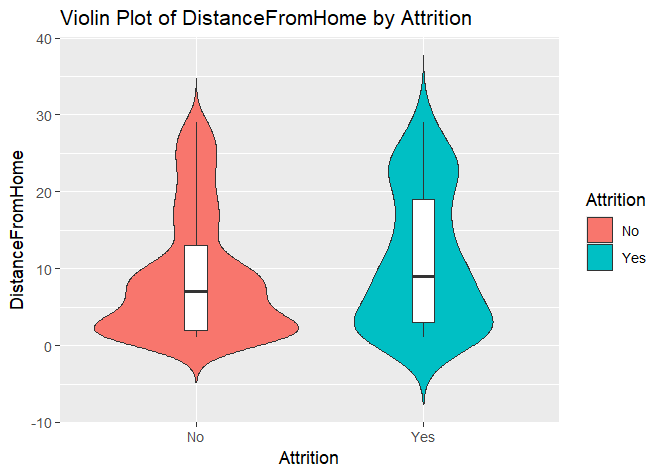 Violin Plot of DistanceFromHome by Attrition
40
30
20
10
0
-10
DistanceFromHome
No
Yes
Attrition
Attrition
No
Yes